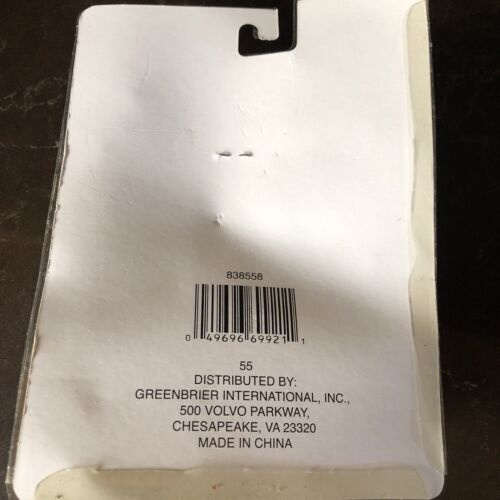 838558
0 49696 69921 1
55
DISTRIBUTED BY:
GREENBRIER INTERNATIONAL, INC.,
500 VOLVO PARKWAY,
CHESAPEAKE, VA 23320
MADE IN CHINA